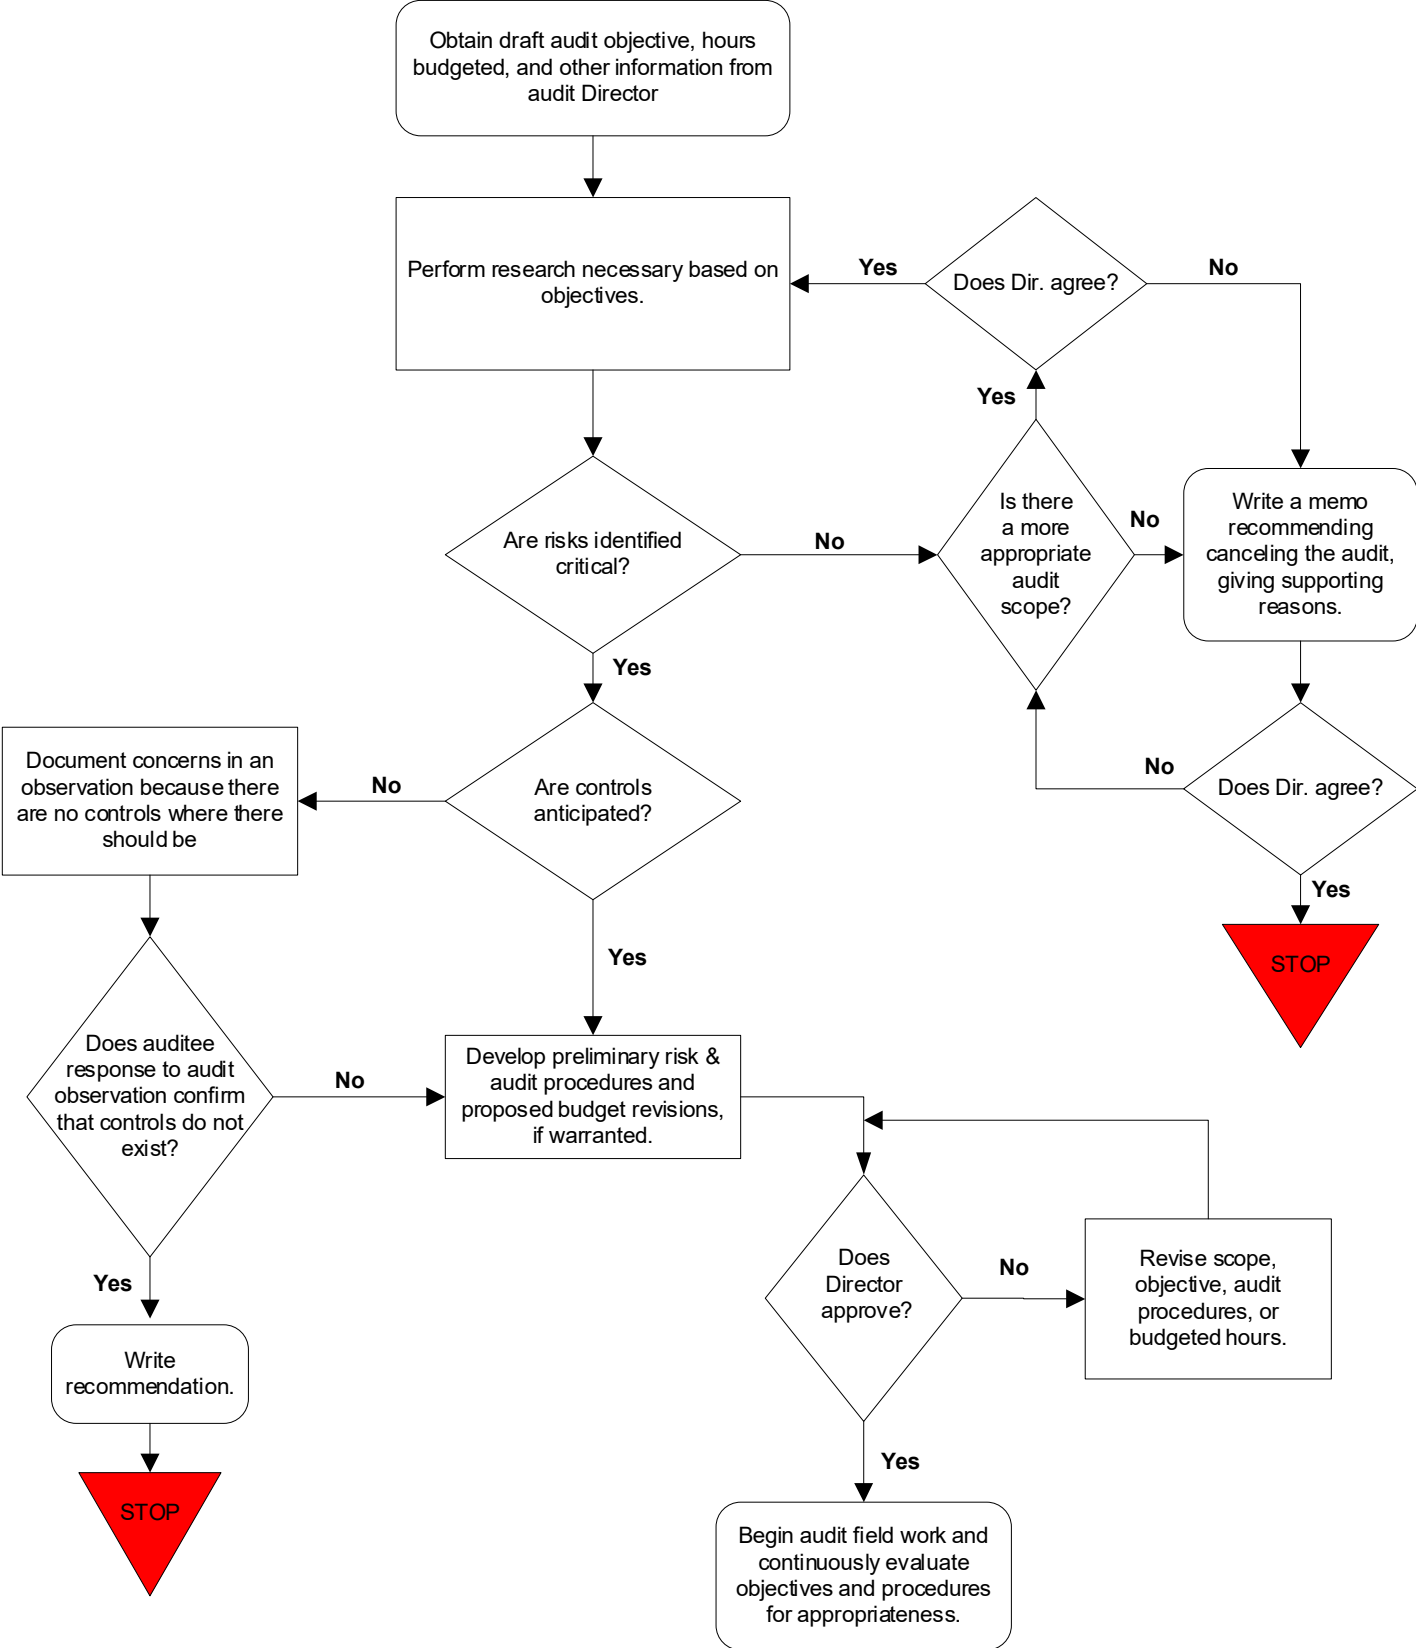 Obtain draft audit objective, hours
budgeted, and other information from
audit Director
Perform research necessary based on
objectives.
Yes
Does Dir. agree?
No
Yes
Are risks identified
critical?
No
Is there
a more
appropriate
audit
scope?
No
Write a memo
recommending
canceling the audit,
giving supporting
reasons.
Yes
Document concerns in an
observation because there
are no controls where there
should be
No
Are controls
anticipated?
No
Does Dir. agree?
Yes
STOP
Yes
Does auditee
response to audit
observation confirm
that controls do not
exist?
No
Develop preliminary risk &
audit procedures and
proposed budget revisions,
if warranted.
Does
Director
approve?
No
Revise scope,
objective, audit
procedures, or
budgeted hours.
Yes
Write
recommendation.
STOP
Yes
Begin audit field work and
continuously evaluate
objectives and procedures
for appropriateness.